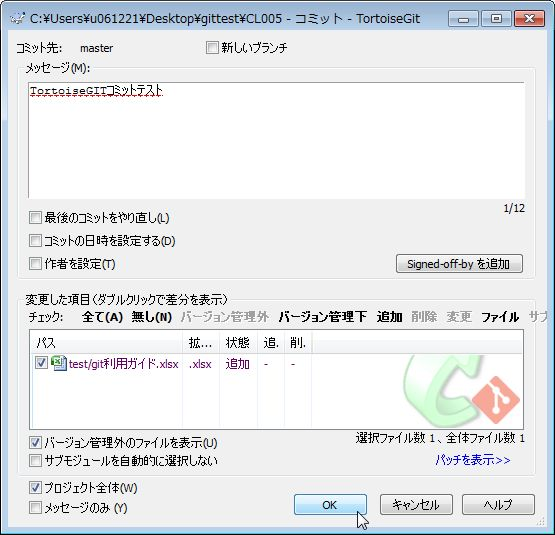 C:¥Users¥u061221¥Desktop¥gittest¥CL005 - コミット - TortoiseGit
コミット先: master 新しいブランチ
メッセージ(M):
TortoiseGITコミットテスト
1/12
最後のコミットをやり直し(L)
コミットの日時を設定する(D)
作者を設定(T)
Signed-off-by を追加
変更した項目(ダブルクリックで差分を表示)
チェック: 全て(A) 無し(N) バージョン管理外 バージョン管理下 追加 削除 変更 ファイル サブ
パス 拡... 状態 追. 削.
test/git利用ガイド.xlsx .xlsx 追加 - -
バージョン管理外のファイルを表示(U)
選択ファイル数 1、全体ファイル数 1
サブモジュールを自動的に選択しない
パッチを表示>>
プロジェクト全体(W)
メッセージのみ (Y)
OK キャンセル ヘルプ